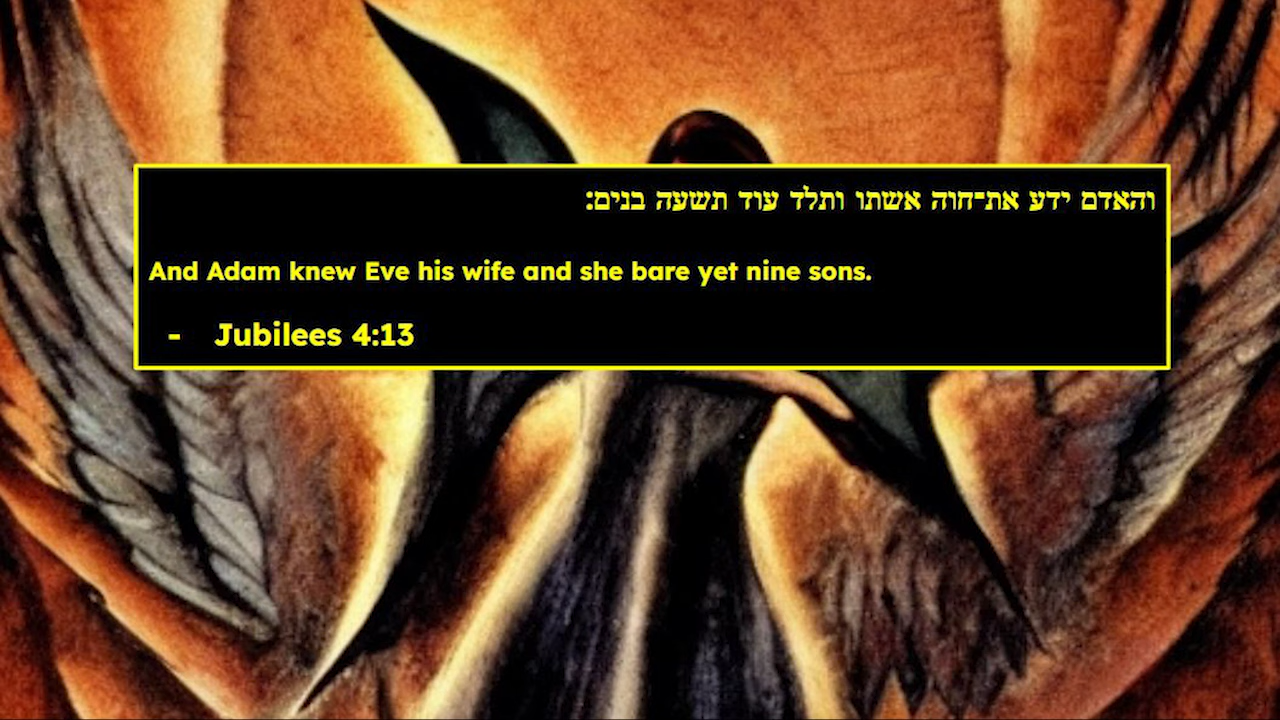 והאדם ידע את־חוה אשתו ותלד עוד תשעה בנים:
And Adam knew Eve his wife and she bare yet nine sons.
- Jubilees 4:13